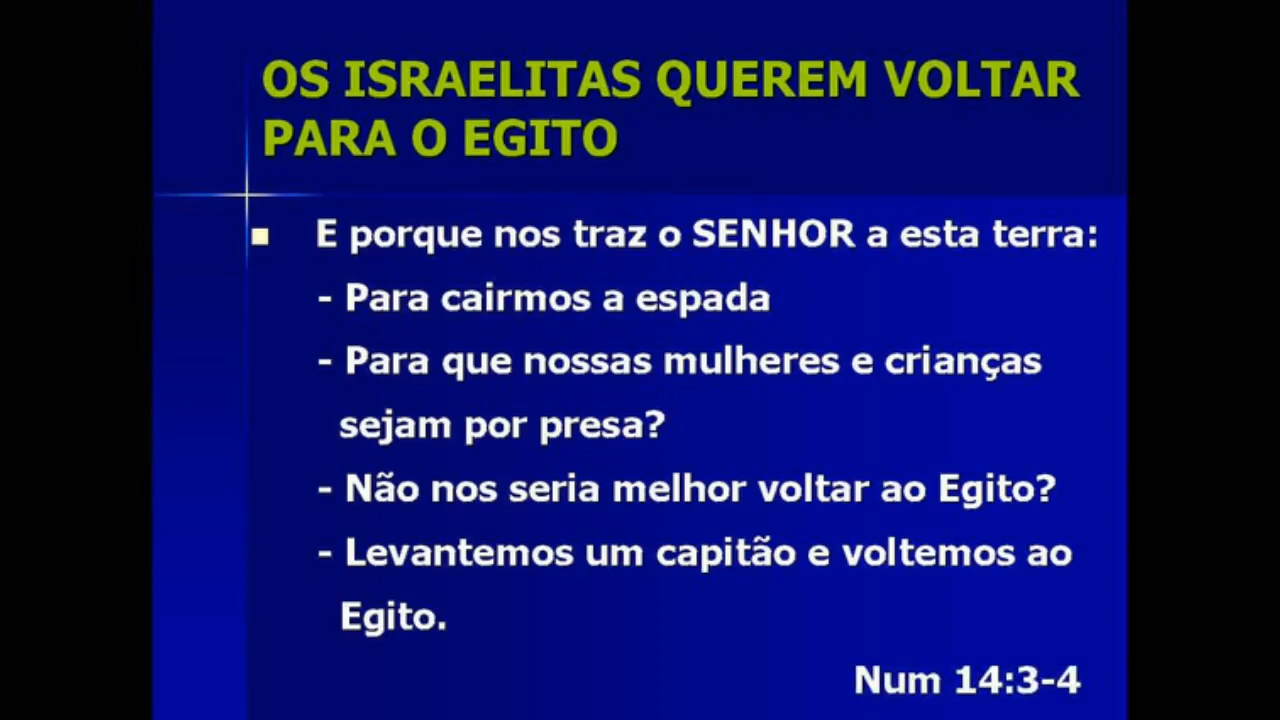 OS ISRAELITAS QUEREM VOLTAR
PARA O EGITO
E porque nos traz o SENHOR a esta terra:
- Para cairmos a espada
- Para que nossas mulheres e crianças
sejam por presa?
- Não nos seria melhor voltar ao Egito?
- Levantemos um capitão e voltemos ao
Egito.
Num 14:3-4